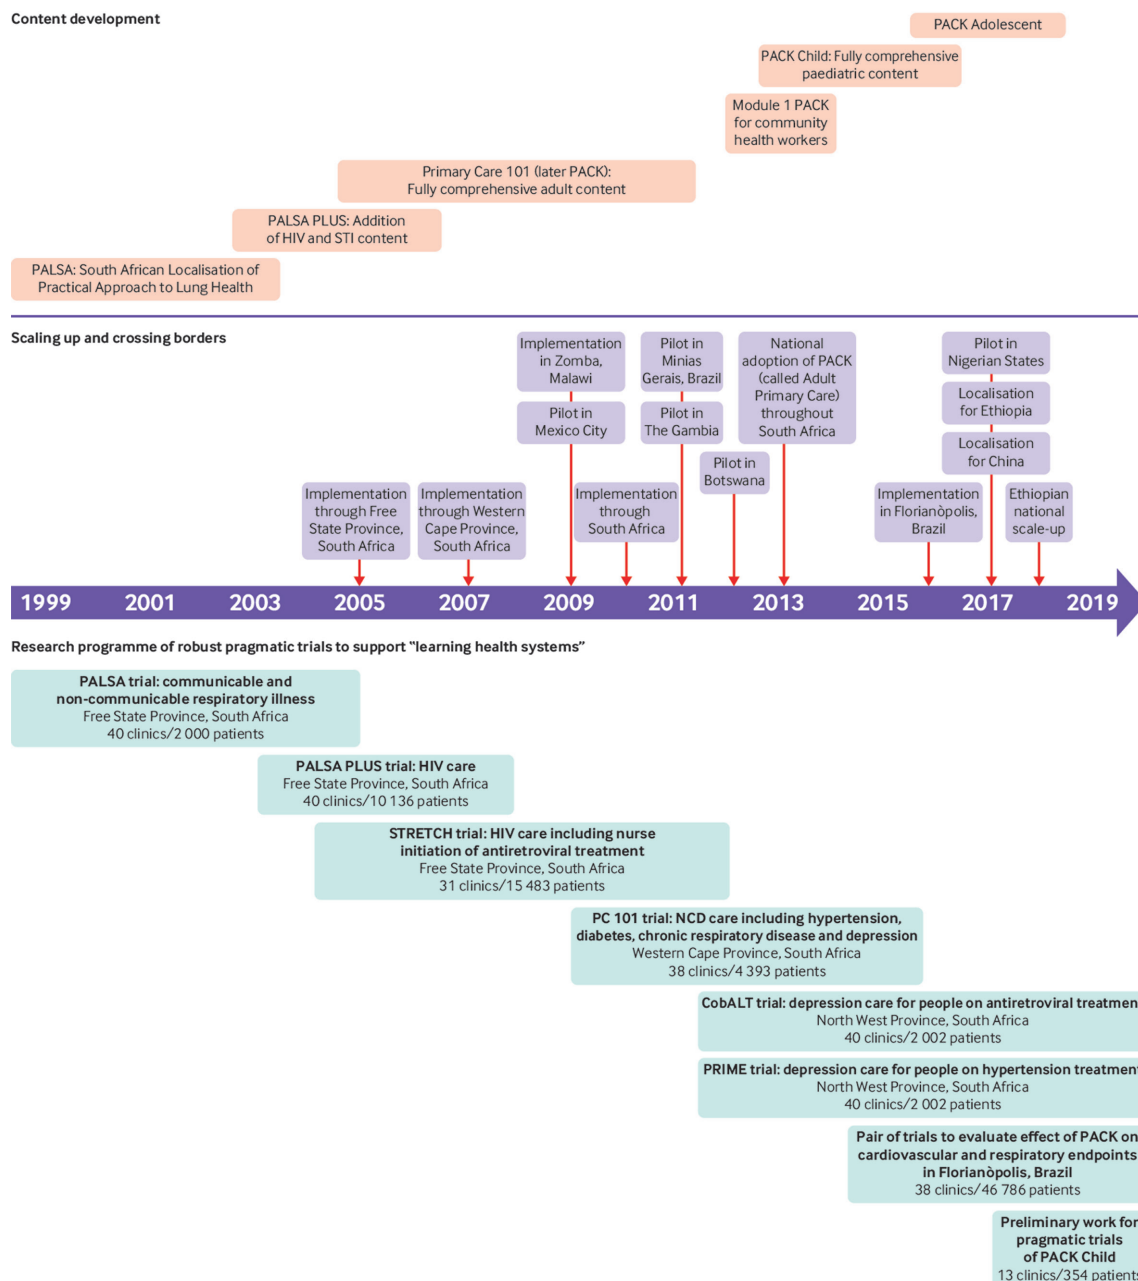 Content development
PACK Adolescent
PACK Child: Fully comprehensive
paediatric content
Module 1 PACK
for community
health workers
Primary Care 101 (later PACK):
Fully comprehensive adult content
PALSA PLUS: Addition
of HIV and STI content
PALSA: South African Localisation of
Practical Approach to Lung Health
Scaling up and crossing borders
Implementation
in Zomba,
Malawi
Pilot in
Mexico City
Pilot in
Minias
Gerais, Brazil
Pilot in
The Gambia
National
adoption of PACK
(called Adult
Primary Care)
throughout
South Africa
Pilot in
Nigerian States
Localisation
for Ethiopia
Localisation
for China
Pilot in
Botswana
Implementation
through Free
State Province,
South Africa
Implementation
through Western
Cape Province,
South Africa
Implementation
through
South Africa
Implementation
in Florianòpolis,
Brazil
Ethiopian
national
scale-up
1999 2001 2003 2005 2007 2009 2011 2013 2015 2017 2019
Research programme of robust pragmatic trials to support “learning health systems”
PALSA trial: communicable and
non-communicable respiratory illness
Free State Province, South Africa
40 clinics/2 000 patients
PALSA PLUS trial: HIV care
Free State Province, South Africa
40 clinics/10 136 patients
STRETCH trial: HIV care including nurse
initiation of antiretroviral treatment
Free State Province, South Africa
31 clinics/15 483 patients
PC 101 trial: NCD care including hypertension,
diabetes, chronic respiratory disease and depression
Western Cape Province, South Africa
38 clinics/4 393 patients
CobALT trial: depression care for people on antiretroviral treatment
North West Province, South Africa
40 clinics/2 002 patients
PRIME trial: depression care for people on hypertension treatment
North West Province, South Africa
40 clinics/2 002 patients
Pair of trials to evaluate effect of PACK on
cardiovascular and respiratory endpoints
in Florianòpolis, Brazil
38 clinics/46 786 patients
Preliminary work for
pragmatic trials
of PACK Child
13 clinics/354 patients